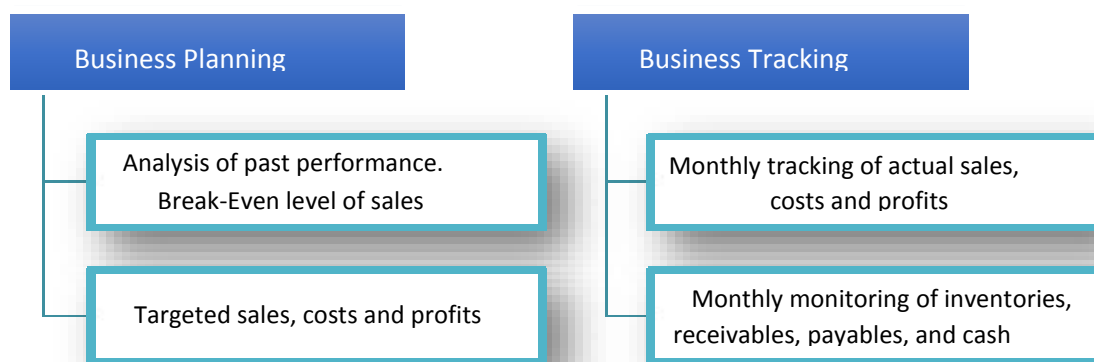 Business Planning
Analysis of past performance.
Break-Even level of sales
Targeted sales, costs and profits
Business Tracking
Monthly tracking of actual sales,
costs and profits
Monthly monitoring of inventories,
receivables, payables, and cash